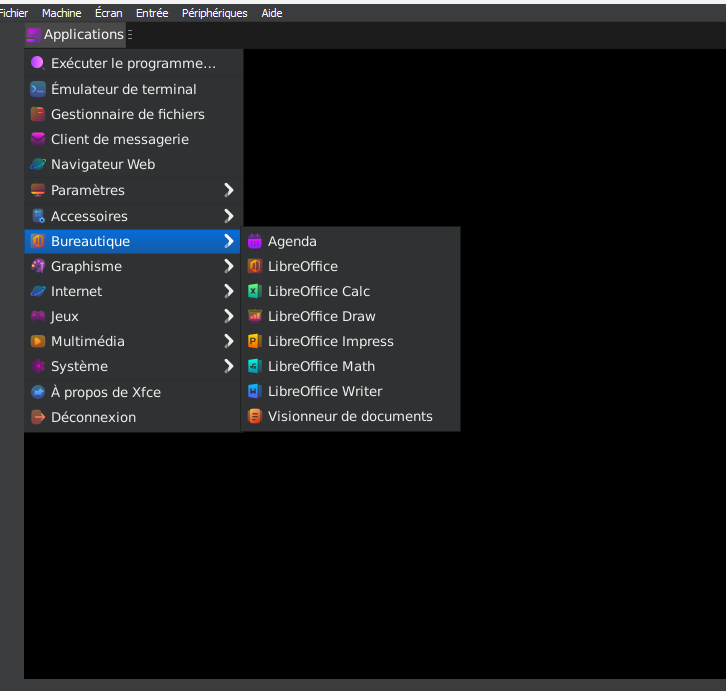 Fichier Machine Écran Entrée Périphériques Aide
Applications
Exécuter le programme...
Émulateur de terminal
Gestionnaire de fichiers
Client de messagerie
Navigateur Web
Paramètres
Accessoires
Bureautique
Graphisme
Internet
Jeux
Multimédia
Système
À propos de Xfce
Déconnexion
Agenda
LibreOffice
LibreOffice Calc
LibreOffice Draw
LibreOffice Impress
LibreOffice Math
LibreOffice Writer
Visionneur de documents